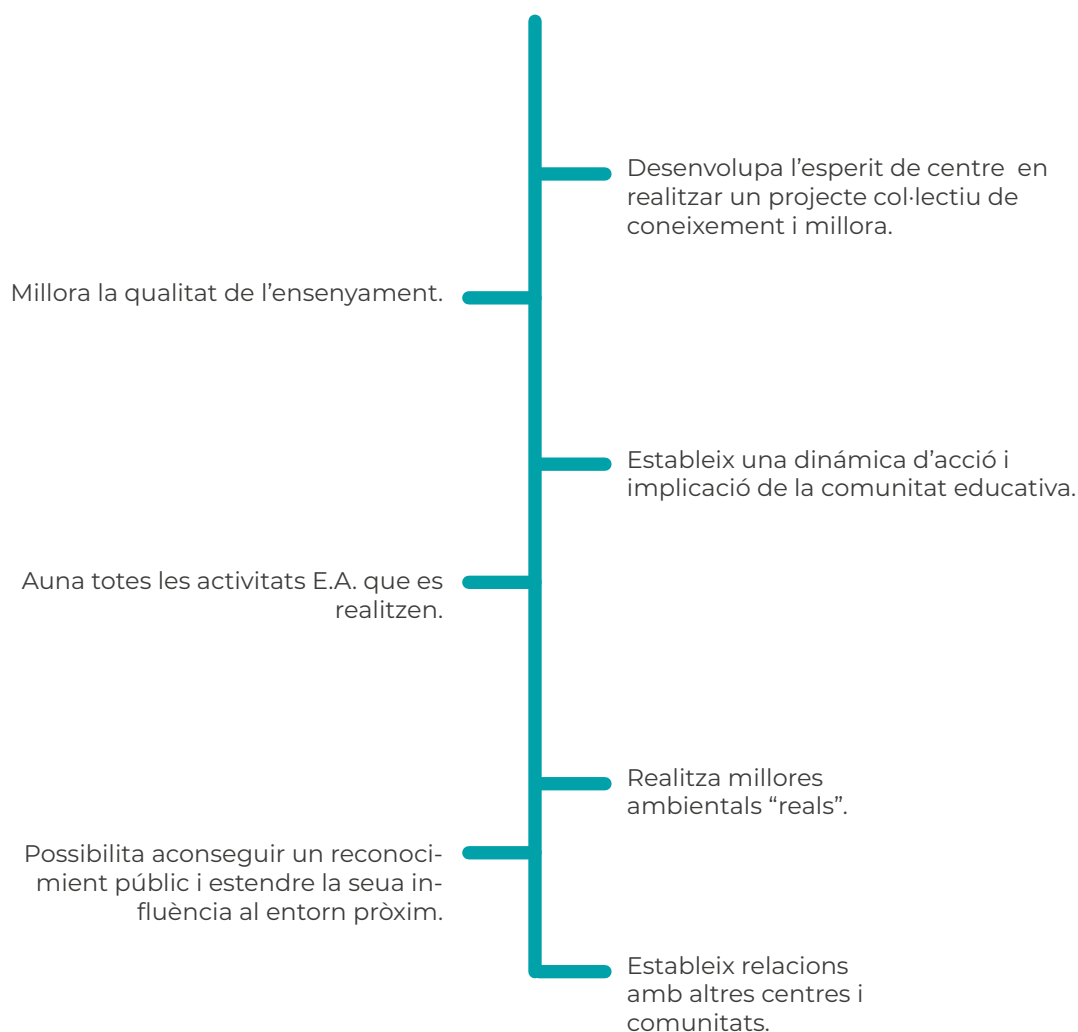 Desenvolupa l’esperit de centre  en
realitzar un projecte col·lectiu de
coneixement i millora.
Millora la qualitat de l’ensenyament.
Estableix una dinámica d’acció i
implicació de la comunitat educativa.
Auna totes les activitats E.A. que es
realitzen.
Realitza millores
ambientals “reals”.
Possibilita aconseguir un reconoci-
mient públic i estendre la seua in-
fluència al entorn pròxim.
Estableix relacions
amb altres centres i
comunitats.